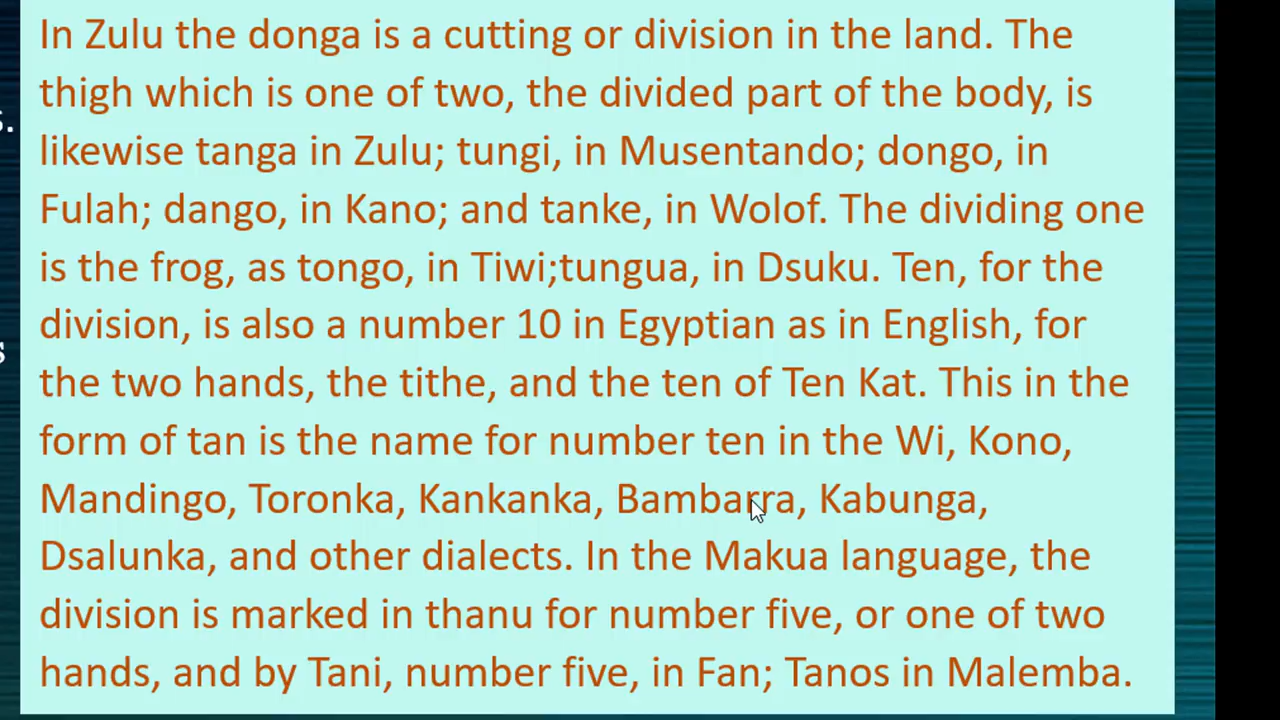 In Zulu the donga is a cutting or division in the land. The
thigh which is one of two, the divided part of the body, is
likewise tanga in Zulu; tungi, in Musentando; dongo, in
Fulah; dango, in Kano; and tanke, in Wolof. The dividing one
is the frog, as tongo, in Tiwi;tungua, in Dsuku. Ten, for the
division, is also a number 10 in Egyptian as in English, for
the two hands, the tithe, and the ten of Ten Kat. This in the
form of tan is the name for number ten in the Wi, Kono,
Mandingo, Toronka, Kankanka, Bambarra, Kabunga,
Dsalunka, and other dialects. In the Makua language, the
division is marked in thanu for number five, or one of two
hands, and by Tani, number five, in Fan; Tanos in Malemba.